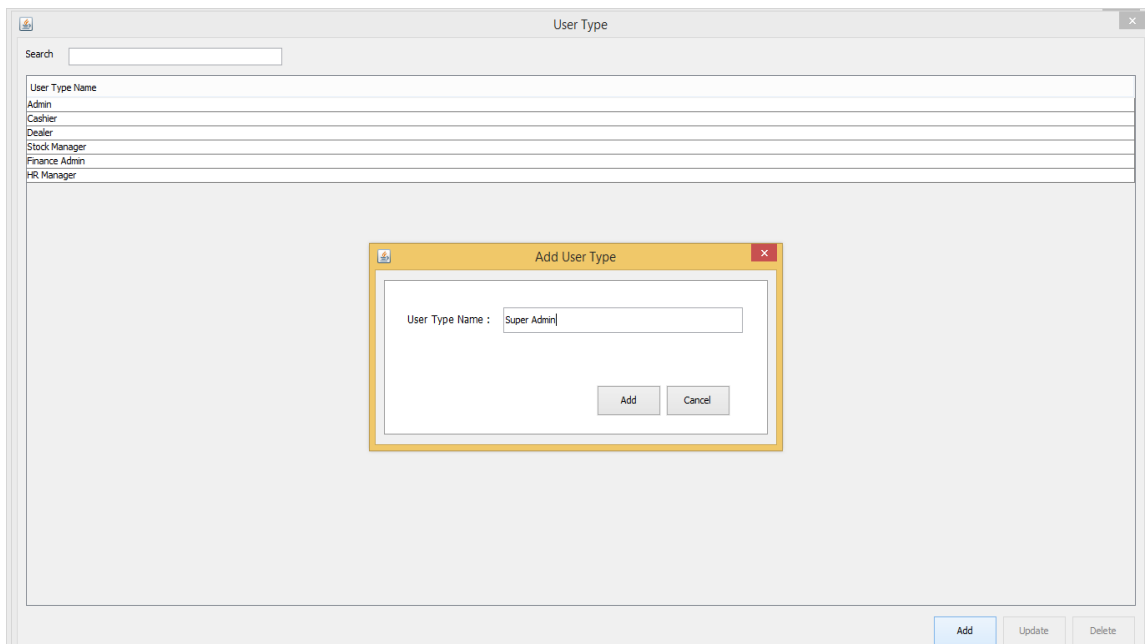 User Type
Search
User Type Name
Admin
Cashier
Dealer
Stock Manager
Finance Admin
HR Manager
Add User Type
User Type Name :
Super Admin
Add Cancel
Add Update Delete